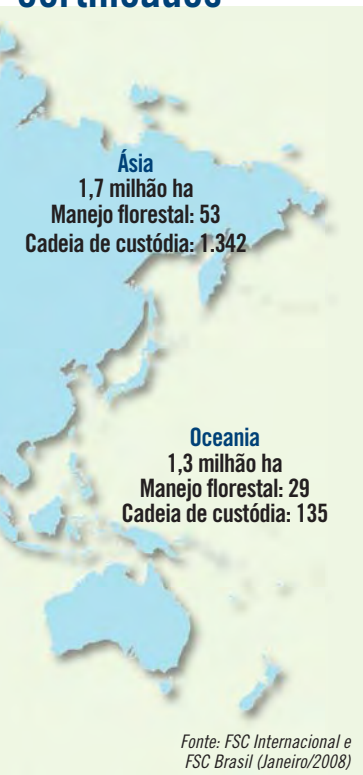 certificados
Ásia
1,7 milhão ha
Manejo florestal: 53
Cadeia de custódia: 1.342
Oceania
1,3 milhão ha
Manejo florestal: 29
Cadeia de custódia: 135
Fonte: FSC Internacional e
FSC Brasil (Janeiro/2008)